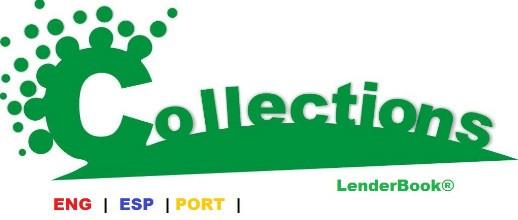 Collections
LenderBook®
ENG | ESP | PORT |